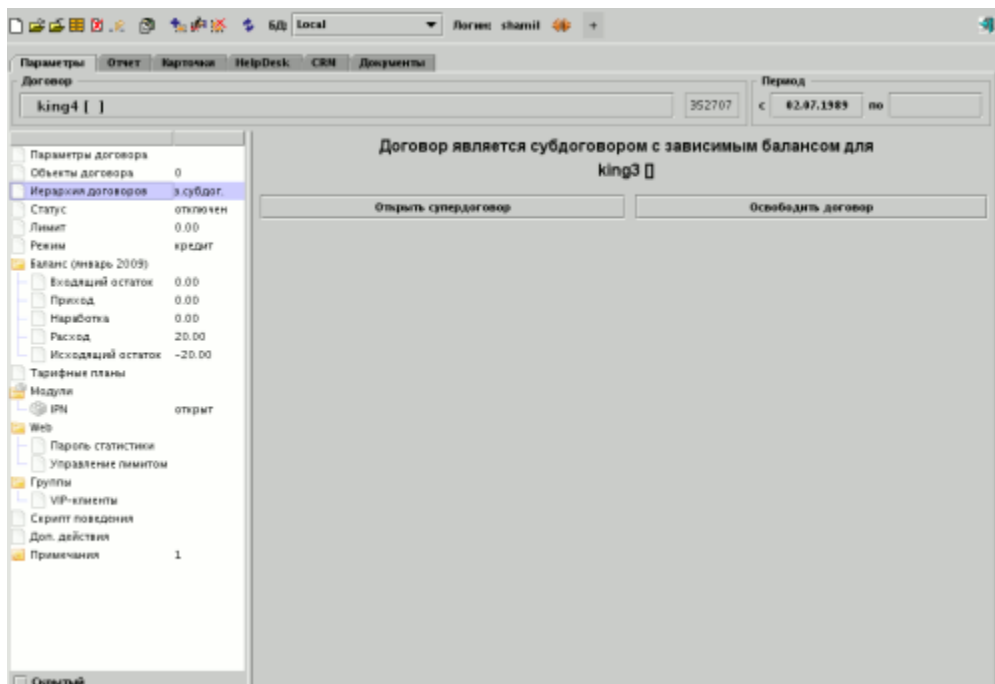 БД: Local Логин: shamil +
Параметры Отчет Карточки HelpDesk CRM Документы
Договор Период
king4 [ ] 352707 с 02.07.1989 по
Договор является субдоговором с зависимым балансом для
king3 []
Открыть супердоговор Освободить договор
Параметры договора
Объекты договора 0
Иерархия договоров з.субдог.
Статус отключен
Лимит 0.00
Режим кредит
Баланс (январь 2009)
Входящий остаток 0.00
Приход 0.00
Наработка 0.00
Расход 20.00
Исходящий остаток -20.00
Тарифные планы
Модули
IPN открыт
Web
Пароль статистики
Управление лимитом
Группы
VIP-клиенты
Скрипт поведения
Доп. действия
Примечания 1
Скрытый